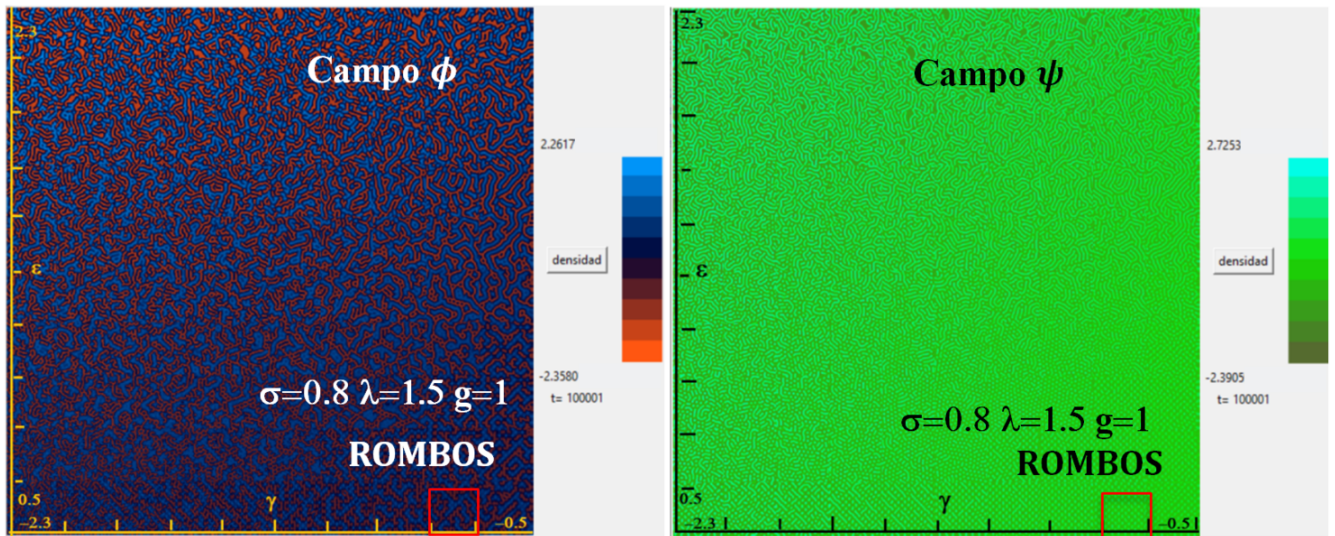 2.3
Campo ϕ
2.2617
densidad
ε
-2.3580
t= 100001
σ=0.8 λ=1.5 g=1
ROMBOS
0.5
γ
−2.3
−0.5
2.3
Campo ψ
2.7253
densidad
ε
-2.3905
t= 100001
σ=0.8 λ=1.5 g=1
ROMBOS
0.5
γ
−2.3
−0.5